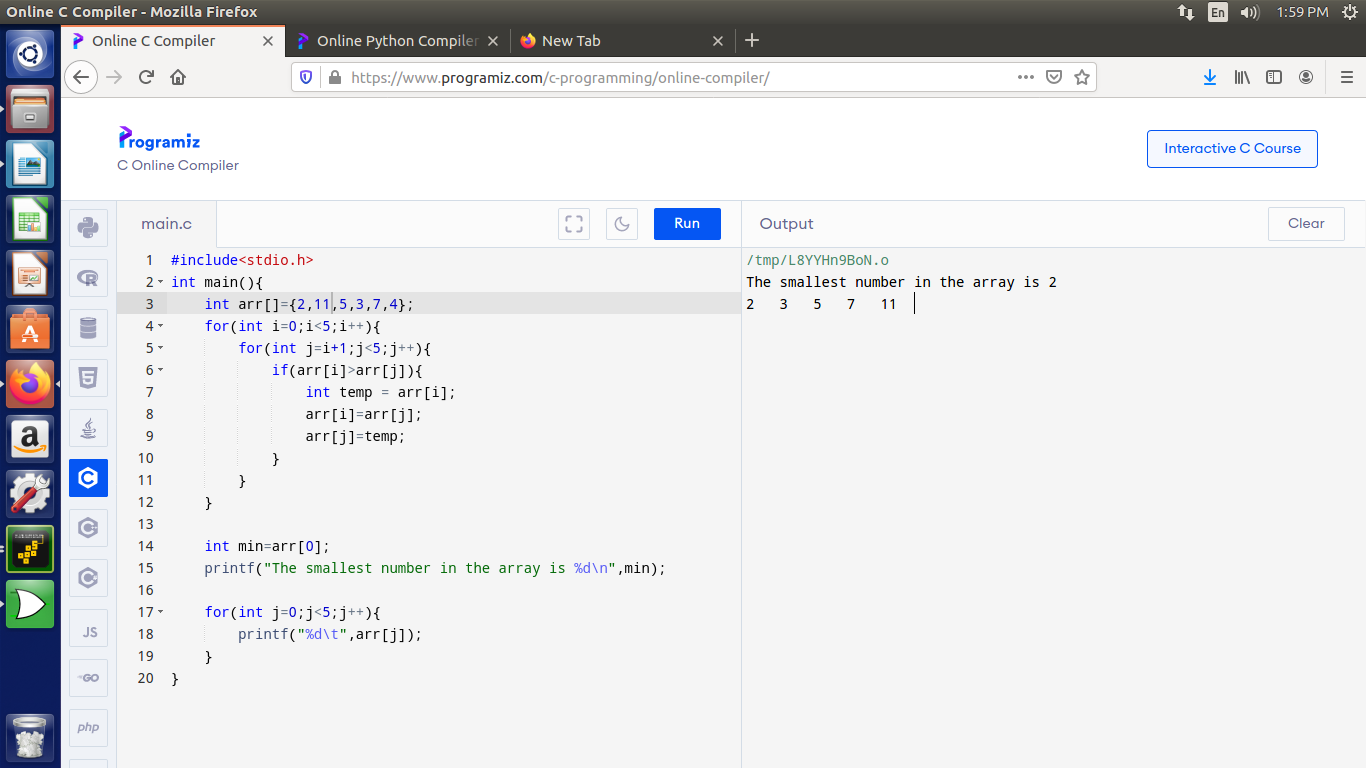 Online C Compiler - Mozilla Firefox
En
1:59 PM
Online C Compiler
Online Python Compiler
New Tab
https://www.programiz.com/c-programming/online-compiler/
Programiz
C Online Compiler
Interactive C Course
main.c
Run
Output
Clear
1 #include<stdio.h>
2 int main(){
3 int arr[]={2,11,5,3,7,4};
4 for(int i=0;i<5;i++){
5 for(int j=i+1;j<5;j++){
6 if(arr[i]>arr[j]){
7 int temp = arr[i];
8 arr[i]=arr[j];
9 arr[j]=temp;
10 }
11 }
12 }
13
14 int min=arr[0];
15 printf("The smallest number in the array is %d\n",min);
16
17 for(int j=0;j<5;j++){
18 printf("%d\t",arr[j]);
19 }
20 }
/tmp/L8YYHn9BoN.o
The smallest number in the array is 2
2 3 5 7 11
R
5
C
C
C
JS
GO
php
a
A